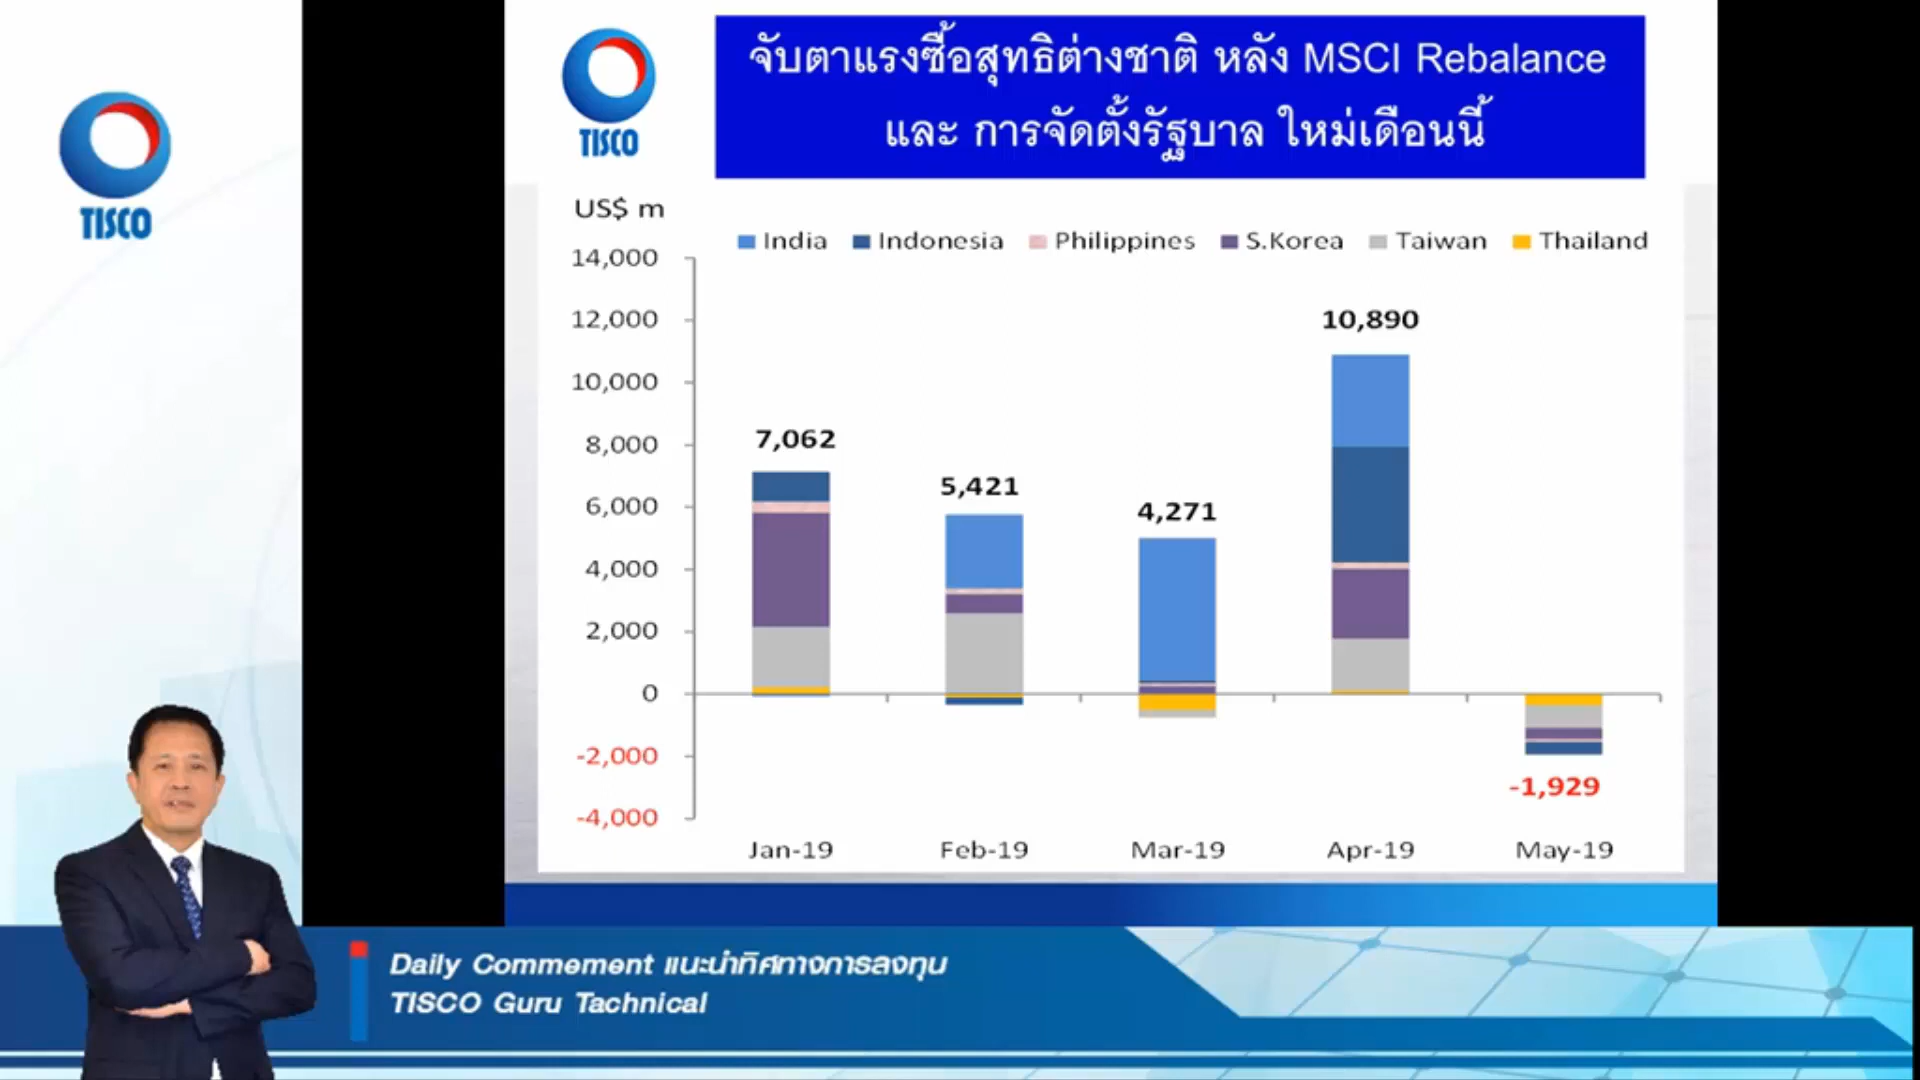 TISCO
TISCO
จับตาแรงซื้อสุทธิต่างชาติ หลัง MSCI Rebalance
และ การจัดตั้งรัฐบาล ใหม่เดือนนี้
US$ m
India Indonesia Philippines S.Korea Taiwan Thailand
14,000
12,000
10,000
8,000
6,000
4,000
2,000
0
-2,000
-4,000
7,062
5,421
4,271
10,890
-1,929
Jan-19 Feb-19 Mar-19 Apr-19 May-19
Daily Commement แนะนำทิศทางการลงทุน
TISCO Guru Tachnical